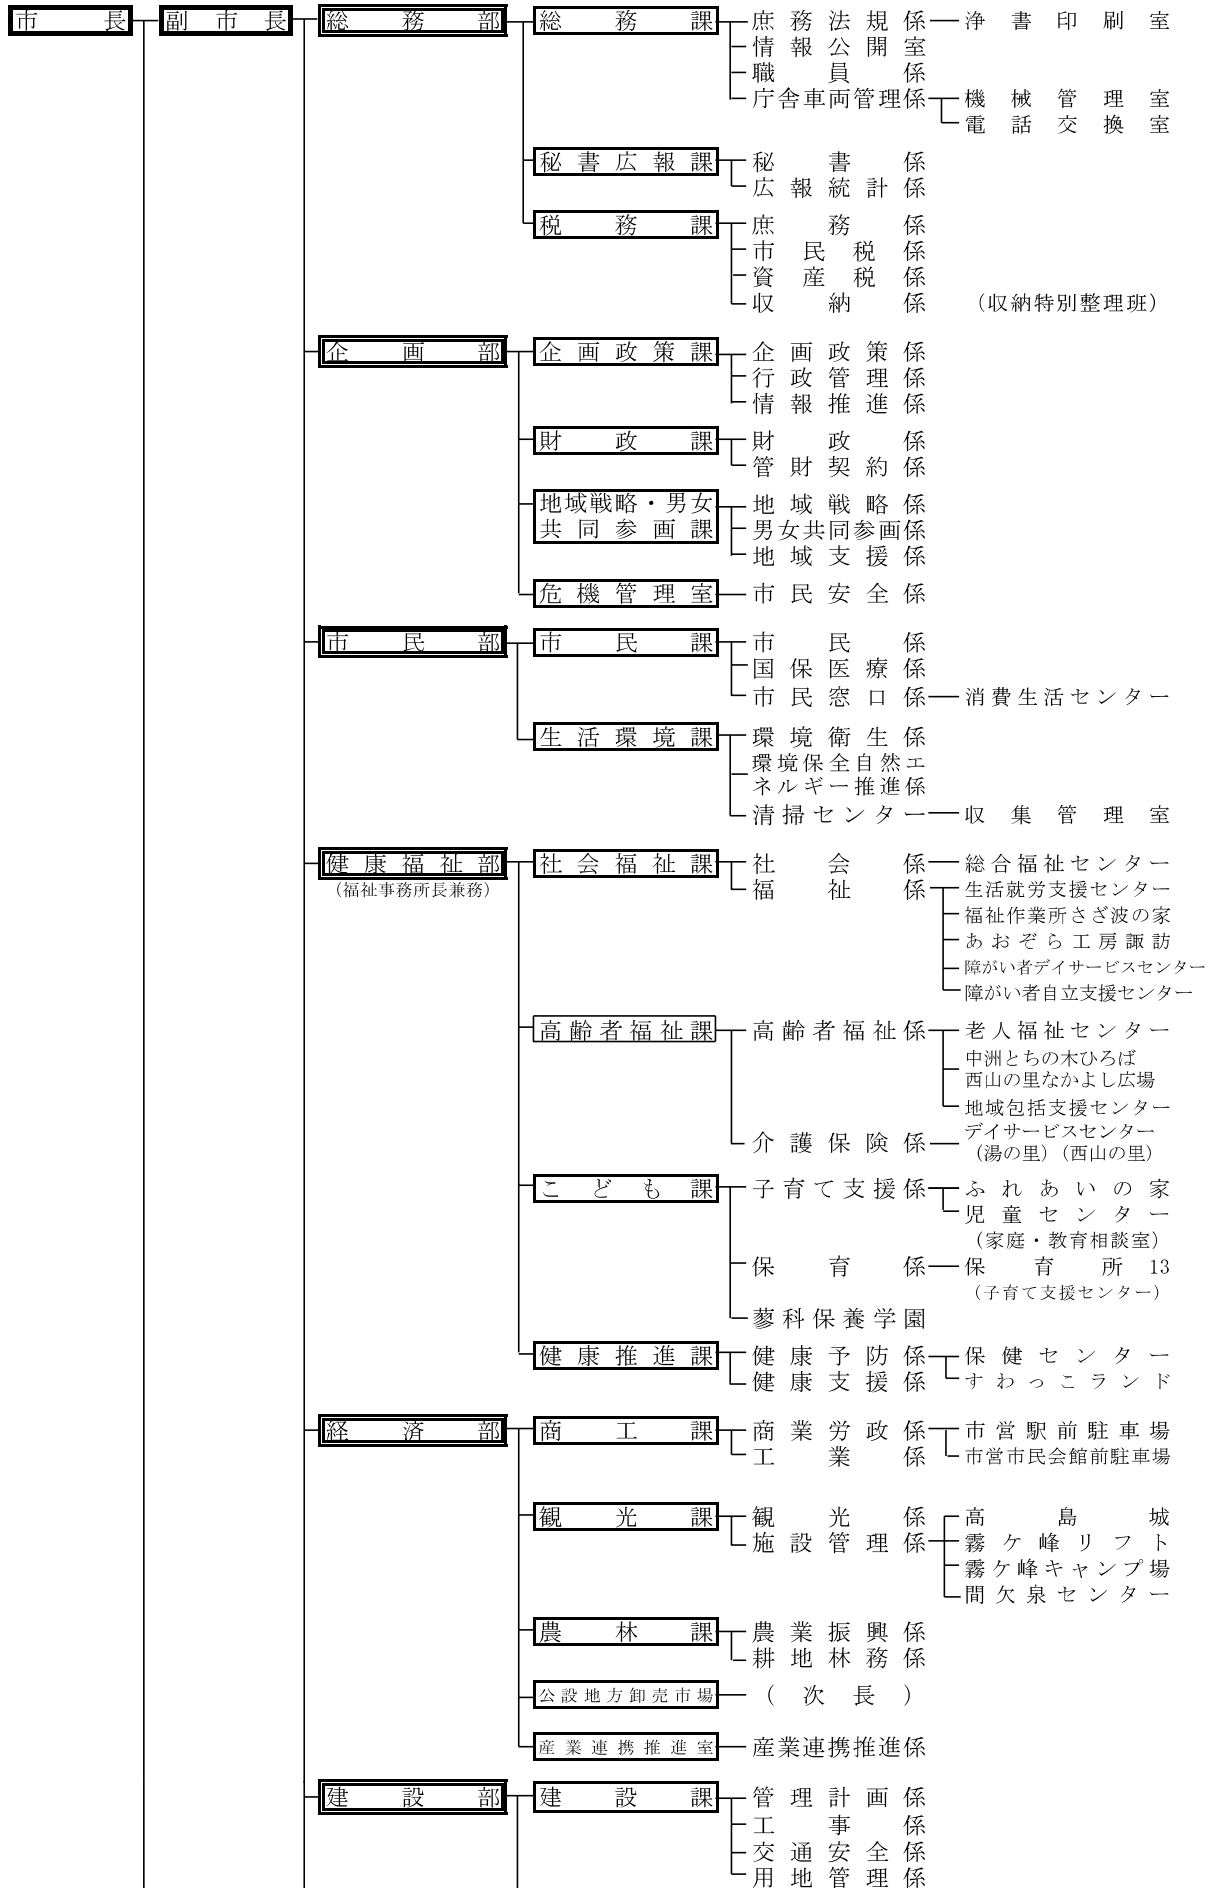 市長 副市長 総務部 総務課 庶務法規係 浄書印刷室
情報公開室
職員係
庁舎車両管理係 機械管理室
電話交換室
秘書広報課 秘書係
広報統計係
税務課 庶務係
市民税係
資産税係
収納係 （収納特別整理班）
企画部 企画政策課 企画政策係
行政管理係
情報推進係
財政課 財政係
管財契約係
地域戦略・男女 地域戦略係
共同参画課 男女共同参画係
地域支援係
危機管理室 市民安全係
市民部 市民課 市民係
国保医療係
市民窓口係 消費生活センター
生活環境課 環境衛生係
環境保全自然エ
ネルギー推進係
清掃センター 収集管理室
健康福祉部 社会福祉課 社会係 総合福祉センター
（福祉事務所長兼務） 福祉係 生活就労支援センター
福祉作業所さざ波の家
あおぞら工房諏訪
障がい者デイサービスセンター
障がい者自立支援センター
高齢者福祉課 高齢者福祉係 老人福祉センター
中洲とちの木ひろば
西山の里なかよし広場
地域包括支援センター
介護保険係 デイサービスセンター
（湯の里）（西山の里）
こども課 子育て支援係 ふれあいの家
児童センター
（家庭・教育相談室）
保育係 保育所13
（子育て支援センター）
蓼科保養学園
健康推進課 健康予防係 保健センター
健康支援係 すわっこランド
経済部 商工課 商業労政係 市営駅前駐車場
工業係 市営市民会館前駐車場
観光課 観光係 高島城
施設管理係 霧ケ峰リフト
霧ケ峰キャンプ場
間欠泉センター
農林課 農業振興係
耕地林務係
公設地方卸売市場 （次長）
産業連携推進室 産業連携推進係
建設部 建設課 管理計画係
工事係
交通安全係
用地管理係